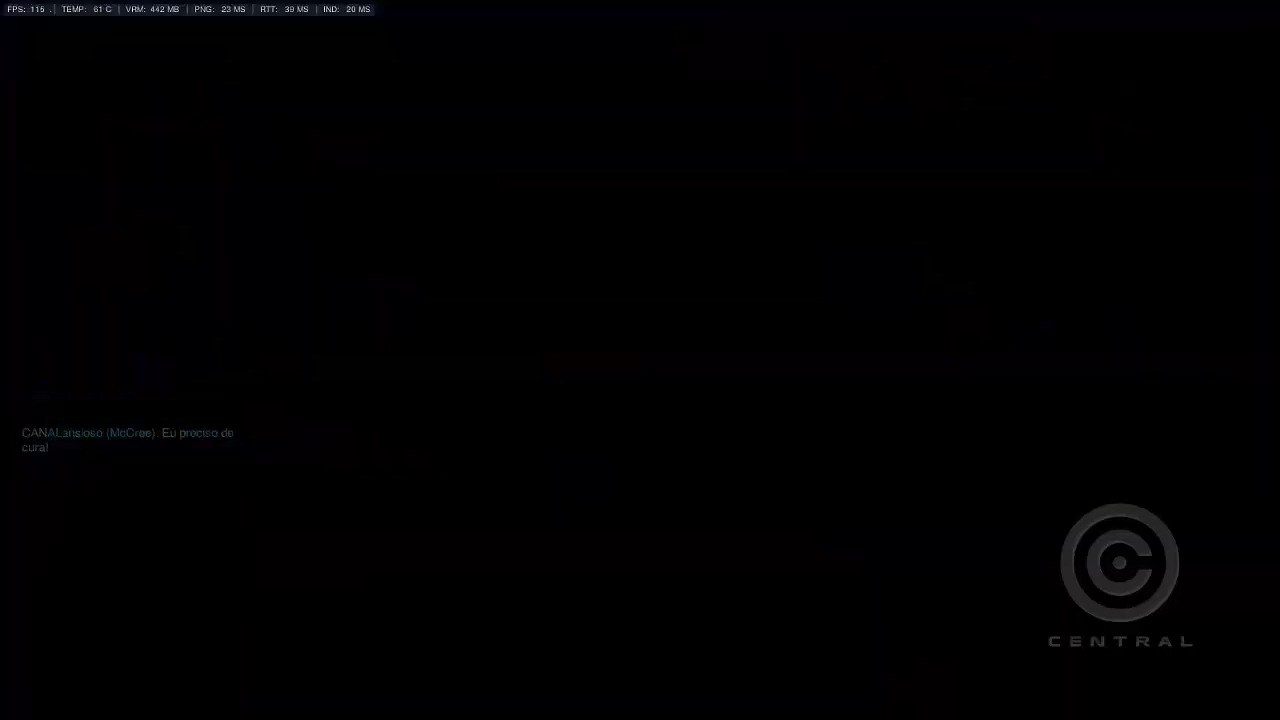 FPS: 115 . | TEMP: 61 C | VRM: 442 MB | PNG: 23 MS | RTT: 39 MS | IND: 20 MS
CANALansioso (McCree): Eu preciso de
cura!
CENTRAL